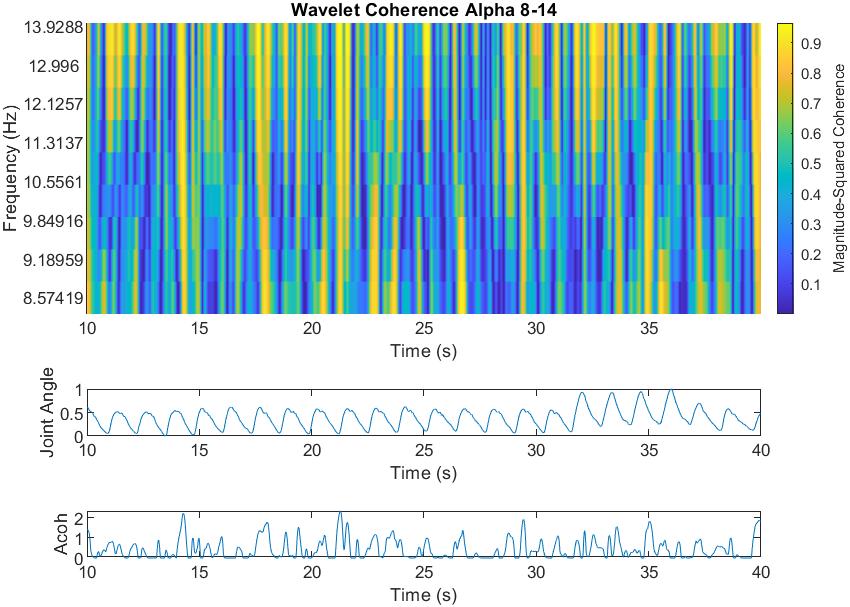 Wavelet Coherence Alpha 8-14
Frequency (Hz)
13.9288
12.996
12.1257
11.3137
10.5561
9.84916
9.18959
8.57419
10 15 20 25 30 35
Time (s)
0.9
0.8
0.7
0.6
0.5
0.4
0.3
0.2
0.1
Magnitude-Squared Coherence
Joint Angle
1
0.5
0
10 15 20 25 30 35 40
Time (s)
Acoh
2
1
0
10 15 20 25 30 35 40
Time (s)